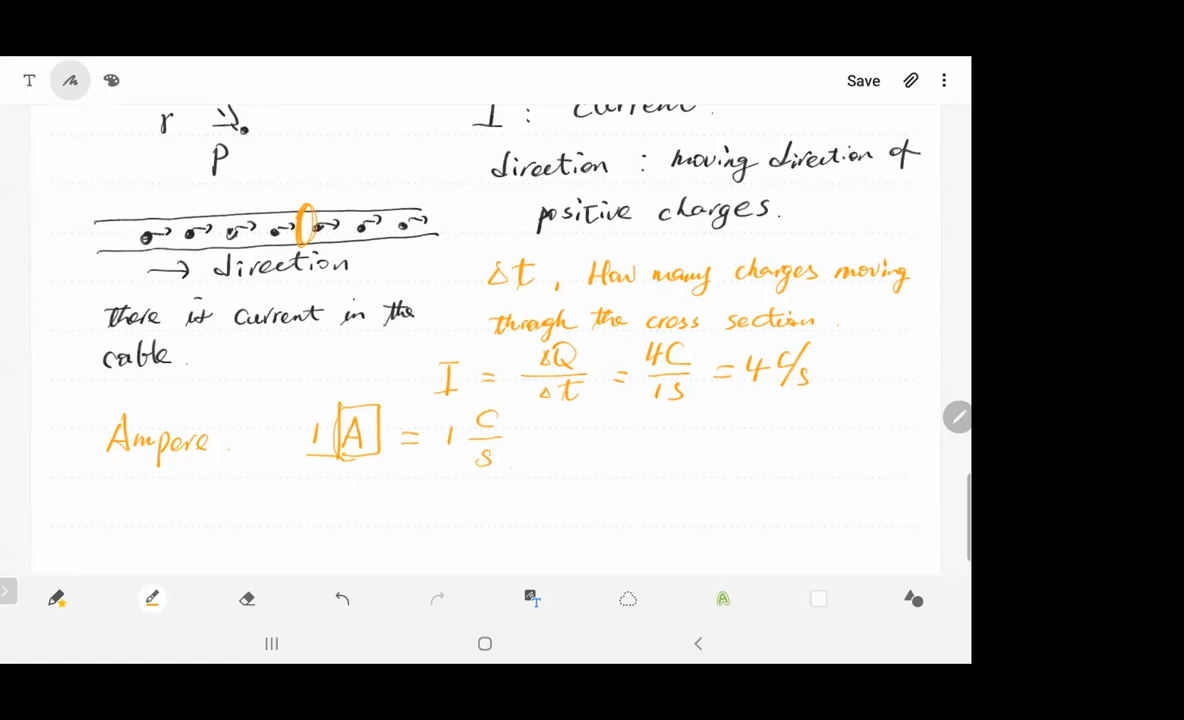 T
Save
r
P
I : current.
direction : moving direction of
positive charges.
→ direction
there is current in the
cable.
Δt, How many charges moving
through the cross section.
I = ΔQ/Δt = 4C/1S = 4 C/s
Ampere. 1 A = 1 C/s
T
A